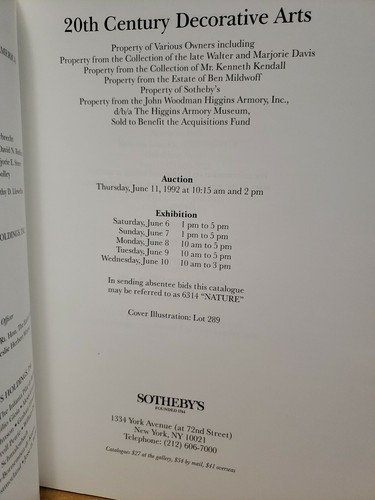 20th Century Decorative Arts
Property of Various Owners including
Property from the Collection of the late Walter and Marjorie Davis
Property from the Collection of Mr. Kenneth Kendall
Property from the Estate of Ben Mildwoff
Property of Sotheby's
Property from the John Woodman Higgins Armory, Inc.,
d/b/a The Higgins Armory Museum,
Sold to Benefit the Acquisitions Fund
Auction
Thursday, June 11, 1992 at 10:15 am and 2 pm
Exhibition
Saturday, June 6 1 pm to 5 pm
Sunday, June 7 1 pm to 5 pm
Monday, June 8 10 am to 5 pm
Tuesday, June 9 10 am to 5 pm
Wednesday, June 10 10 am to 3 pm
In sending absentee bids this catalogue
may be referred to as 6314 "NATURE"
Cover Illustration: Lot 289
SOTHEBY'S
FOUNDED 1744
1334 York Avenue (at 72nd Street)
New York, NY 10021
Telephone: (212) 606-7000
Catalogues $27 at the gallery, $34 by mail, $41 overseas